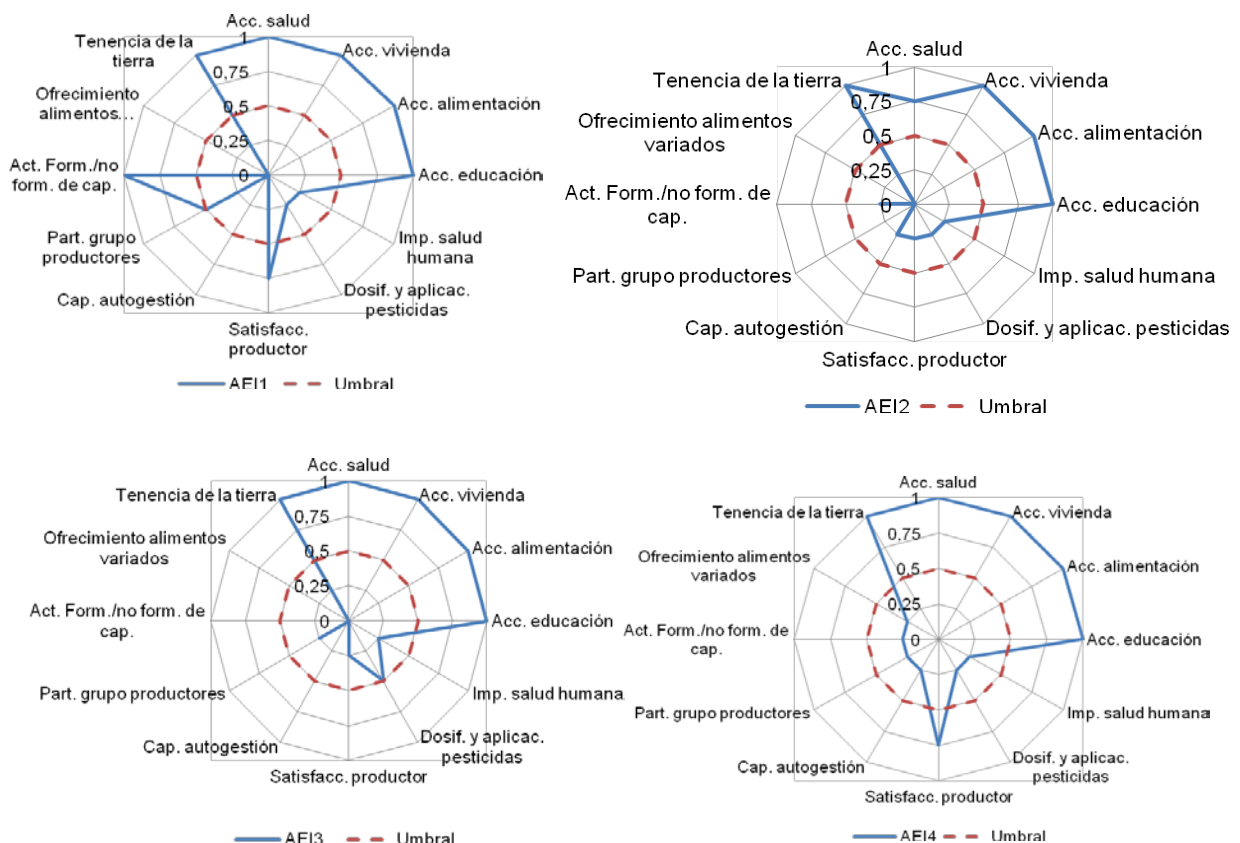 Acc. salud
1
Tenencia de la
tierra
Acc. vivienda
0,75
Ofrecimiento
alimentos...
0,5
Acc. alimentación
0,25
Act. Form./no
form. de cap.
0
Acc. educación
Part. grupo
productores
Imp. salud
humana
Cap. autogestión
Dosif. y aplicac.
pesticidas
Satisfacc.
productor
AEI1
Umbral
Acc. salud
1
Tenencia de la tierra
Acc. vivienda
0,75
Ofrecimiento alimentos
variados
0,5
Acc. alimentación
0,25
Act. Form./no form. de
cap.
0
Acc. educación
Part. grupo productores
Imp. salud humana
Cap. autogestión
Dosif. y aplicac. pesticidas
Satisfacc. productor
AEI2
Umbral
Acc. salud
1
Tenencia de la tierra
Acc. vivienda
0,75
Ofrecimiento alimentos
variados
0,5
Acc. alimentación
0,25
Act. Form./no form. de
cap.
0
Acc. educación
Part. grupo productores
Imp. salud humana
Cap. autogestión
Dosif. y aplicac.
pesticidas
Satisfacc. productor
AEI3
Umbral
Acc. salud
1
Tenencia de la tierra
Acc. vivienda
0,75
Ofrecimiento alimentos
variados
0,5
Acc. alimentación
0,25
Act. Form./no form. de
cap.
0
Acc. educación
Part. grupo productores
Imp. salud humana
Cap. autogestión
Dosif. y aplicac.
pesticidas
Satisfacc. productor
AEI4
Umbral